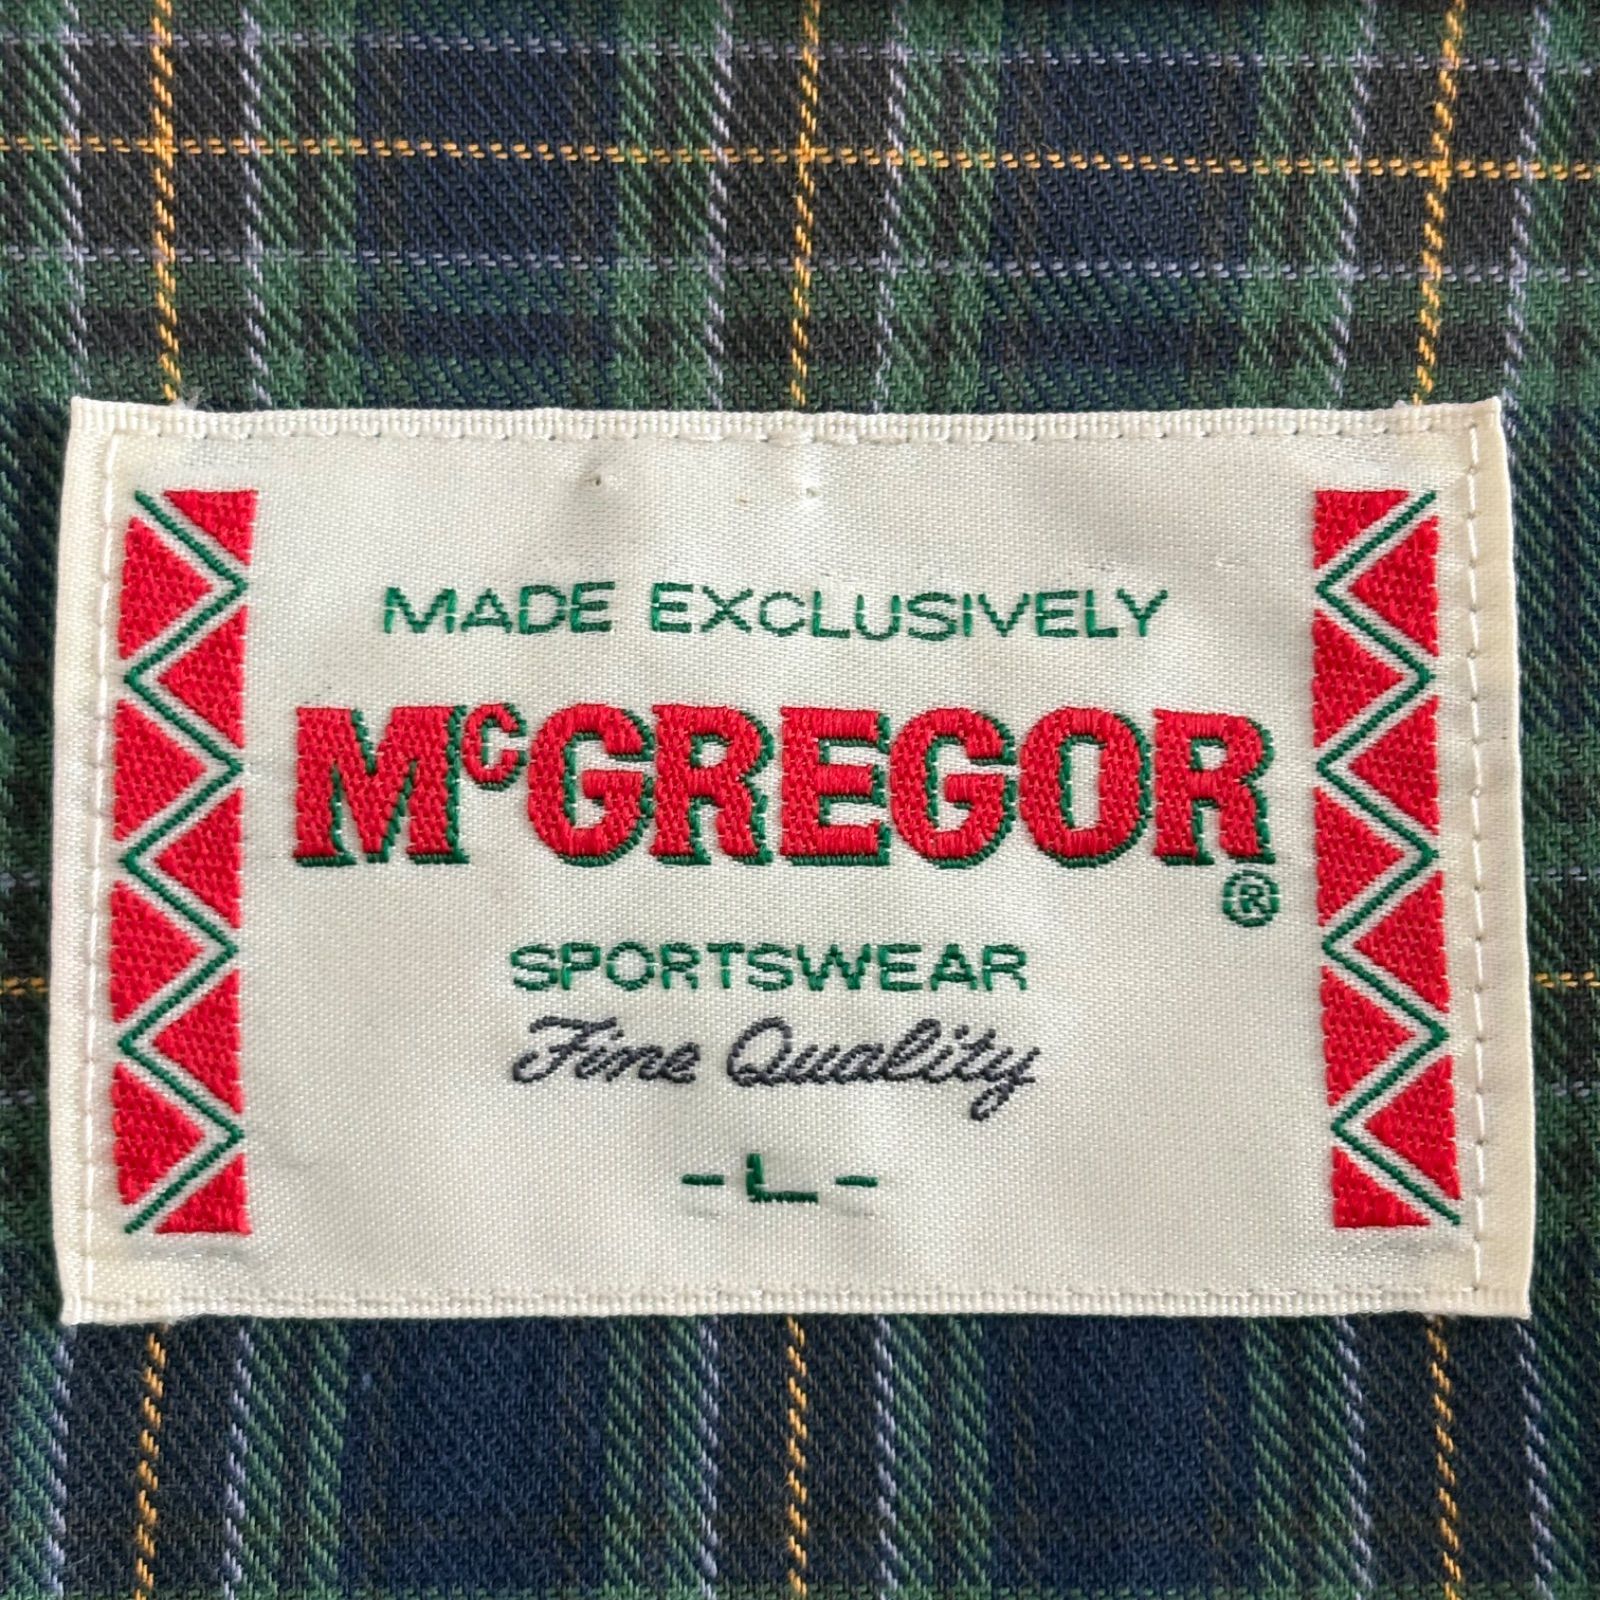 MADE EXCLUSIVELY
McGREGOR
®
SPORTSWEAR
Fine Quality
-L-